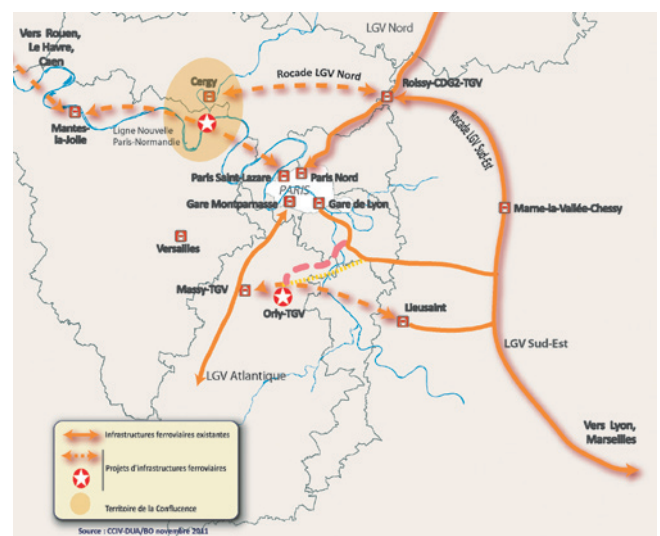 LGV Nord
Vers Rouen,
Le Havre,
Caen
Cergy
Rocade LGV Nord
Roissy-CDG2-TGV
Mantes-
la-Jolie
Ligne Nouvelle
Paris-Normandie
Rocade LGV Sud-Est
Paris Saint-Lazare
Paris Nord
PARIS
Gare Montparnasse
Gare de Lyon
Marne-la-Vallée-Chessy
Versailles
Massy-TGV
Orly-TGV
Lieusaint
LGV Sud-Est
LGV Atlantique
Vers Lyon,
Marseilles
Infrastructures ferroviaires existantes
Projets d'infrastructures ferroviaires
Territoire de la Confluence
Source : CCIV-DUA/BO novembre 2011